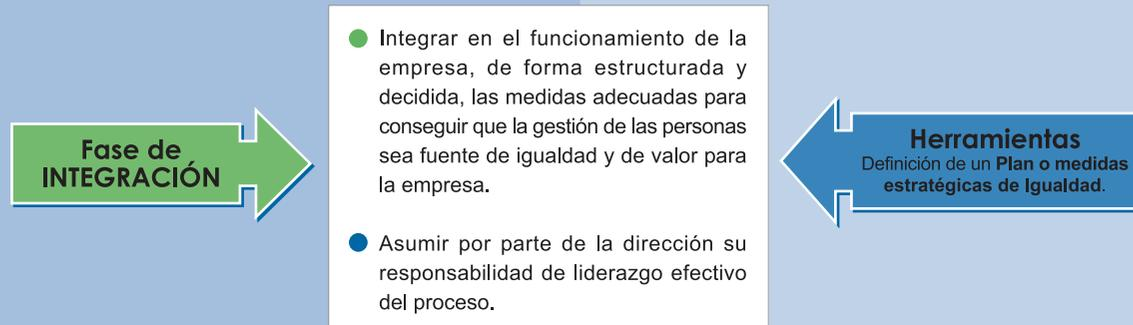 Fase de
INTEGRACIÓN
Integrar en el funcionamiento de la
empresa, de forma estructurada y
decidida, las medidas adecuadas para
conseguir que la gestión de las personas
sea fuente de igualdad y de valor para
la empresa.
Asumir por parte de la dirección su
responsabilidad de liderazgo efectivo
del proceso.
Herramientas
Definición de un Plan o medidas
estratégicas de Igualdad.